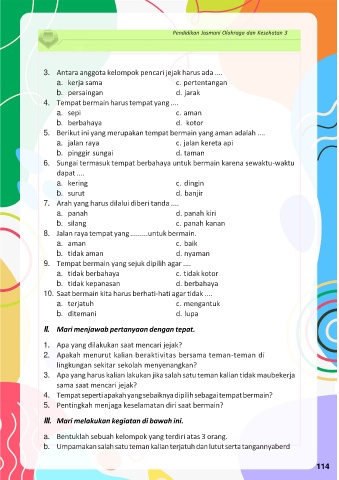 Pendidikan Jasmani Olahraga dan Kesehatan 3
3. Antara anggota kelompok pencari jejak harus ada ....
a. kerja sama c. pertentangan
b. persaingan d. jarak
4. Tempat bermain harus tempat yang ....
a. sepi c. aman
b. berbahaya d. kotor
5. Berikut ini yang merupakan tempat bermain yang aman adalah ....
a. jalan raya c. jalan kereta api
b. pinggir sungai d. taman
6. Sungai termasuk tempat berbahaya untuk bermain karena sewaktu-waktu
dapat ....
a. kering c. dingin
b. surut d. banjir
7. Arah yang harus dilalui diberi tanda ....
a. panah d. panah kiri
b. silang c. panah kanan
8. Jalan raya tempat yang .........untuk bermain.
a. aman c. baik
b. tidak aman d. nyaman
9. Tempat bermain yang sejuk dipilih agar ....
a. tidak berbahaya c. tidak kotor
b. tidak kepanasan d. berbahaya
10. Saat bermain kita harus berhati-hati agar tidak ....
a. terjatuh c. mengantuk
b. ditemani d. lupa
II. Mari menjawab pertanyaan dengan tepat.
1. Apa yang dilakukan saat mencari jejak?
2. Apakah menurut kalian beraktivitas bersama teman-teman di
lingkungan sekitar sekolah menyenangkan?
3. Apa yang harus kalian lakukan jika salah satu teman kalian tidak maubekerja
sama saat mencari jejak?
4. Tempat seperti apakah yang sebaiknya dipilih sebagai tempat bermain?
5. Pentingkah menjaga keselamatan diri saat bermain?
III. Mari melakukan kegiatan di bawah ini.
a. Bentuklah sebuah kelompok yang terdiri atas 3 orang.
b. Umpamakan salah satu teman kalian terjatuh dan lutut serta tangannyaberd
114